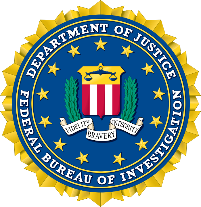 DEPARTMENT OF JUSTICE
FIDELITY BRAVERY INTEGRITY
FEDERAL BUREAU OF INVESTIGATION